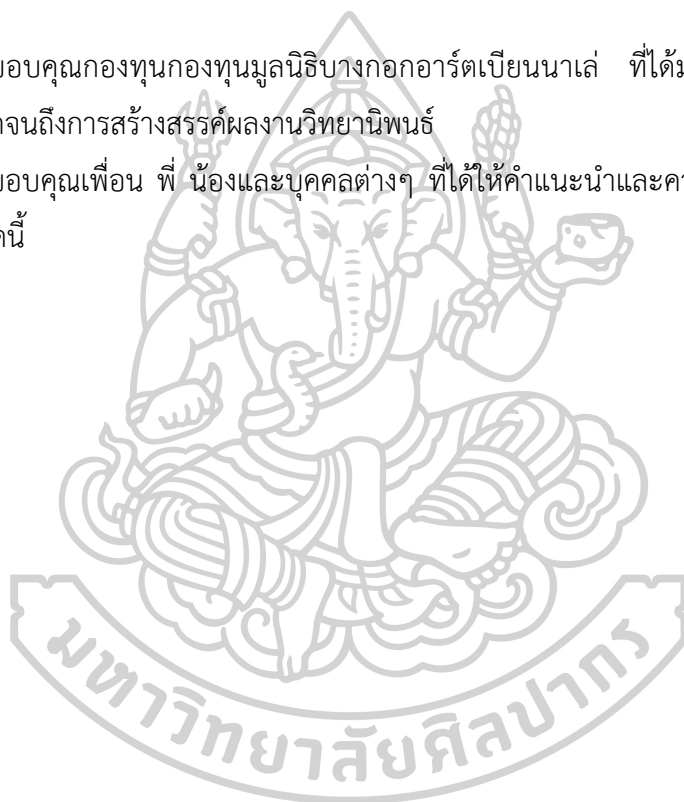 ขอบคุณกองทุนกองทุนมูลนิธิบางกอกอาร์ตเบียนนาเล่ ที่ได้
จนถึงการสร้างสรรค์ผลงานวิทยานิพนธ์
ขอบคุณเพื่อน พี่ น้องและบุคคลต่างๆ ที่ได้ให้คำแนะนำและ
นี้
มหาวิทยาลัยศิลปากร